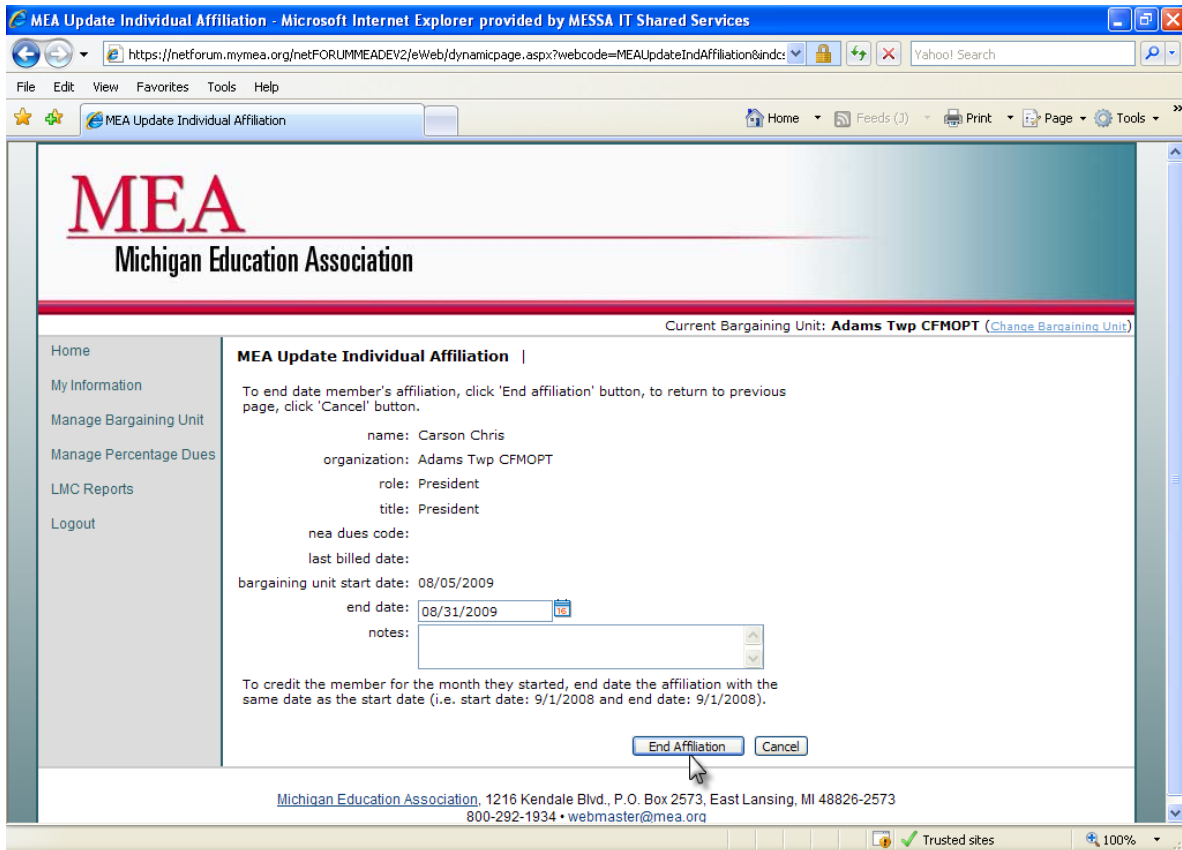 MEA Update Individual Affiliation - Microsoft Internet Explorer provided by MESSA IT Shared Services
https://netforum.mymea.org/netFORUMMEADEV2/eWeb/dynamicpage.aspx?webcode=MEAUpdateIndAffiliation&indc
Yahoo! Search
File Edit View Favorites Tools Help
MEA Update Individual Affiliation
Home Feeds (J) Print Page Tools »
MEA
Michigan Education Association
Current Bargaining Unit: Adams Twp CFMOPT (Change Bargaining Unit)
Home
My Information
Manage Bargaining Unit
Manage Percentage Dues
LMC Reports
Logout
MEA Update Individual Affiliation |
To end date member's affiliation, click 'End affiliation' button, to return to previous
page, click 'Cancel' button.
name: Carson Chris
organization: Adams Twp CFMOPT
role: President
title: President
nea dues code:
last billed date:
bargaining unit start date: 08/05/2009
end date: 08/31/2009
16
notes:
To credit the member for the month they started, end date the affiliation with the
same date as the start date (i.e. start date: 9/1/2008 and end date: 9/1/2008).
End Affiliation Cancel
Michigan Education Association, 1216 Kendale Blvd., P.O. Box 2573, East Lansing, MI 48826-2573
800-292-1934 • webmaster@mea.org
Trusted sites 100%